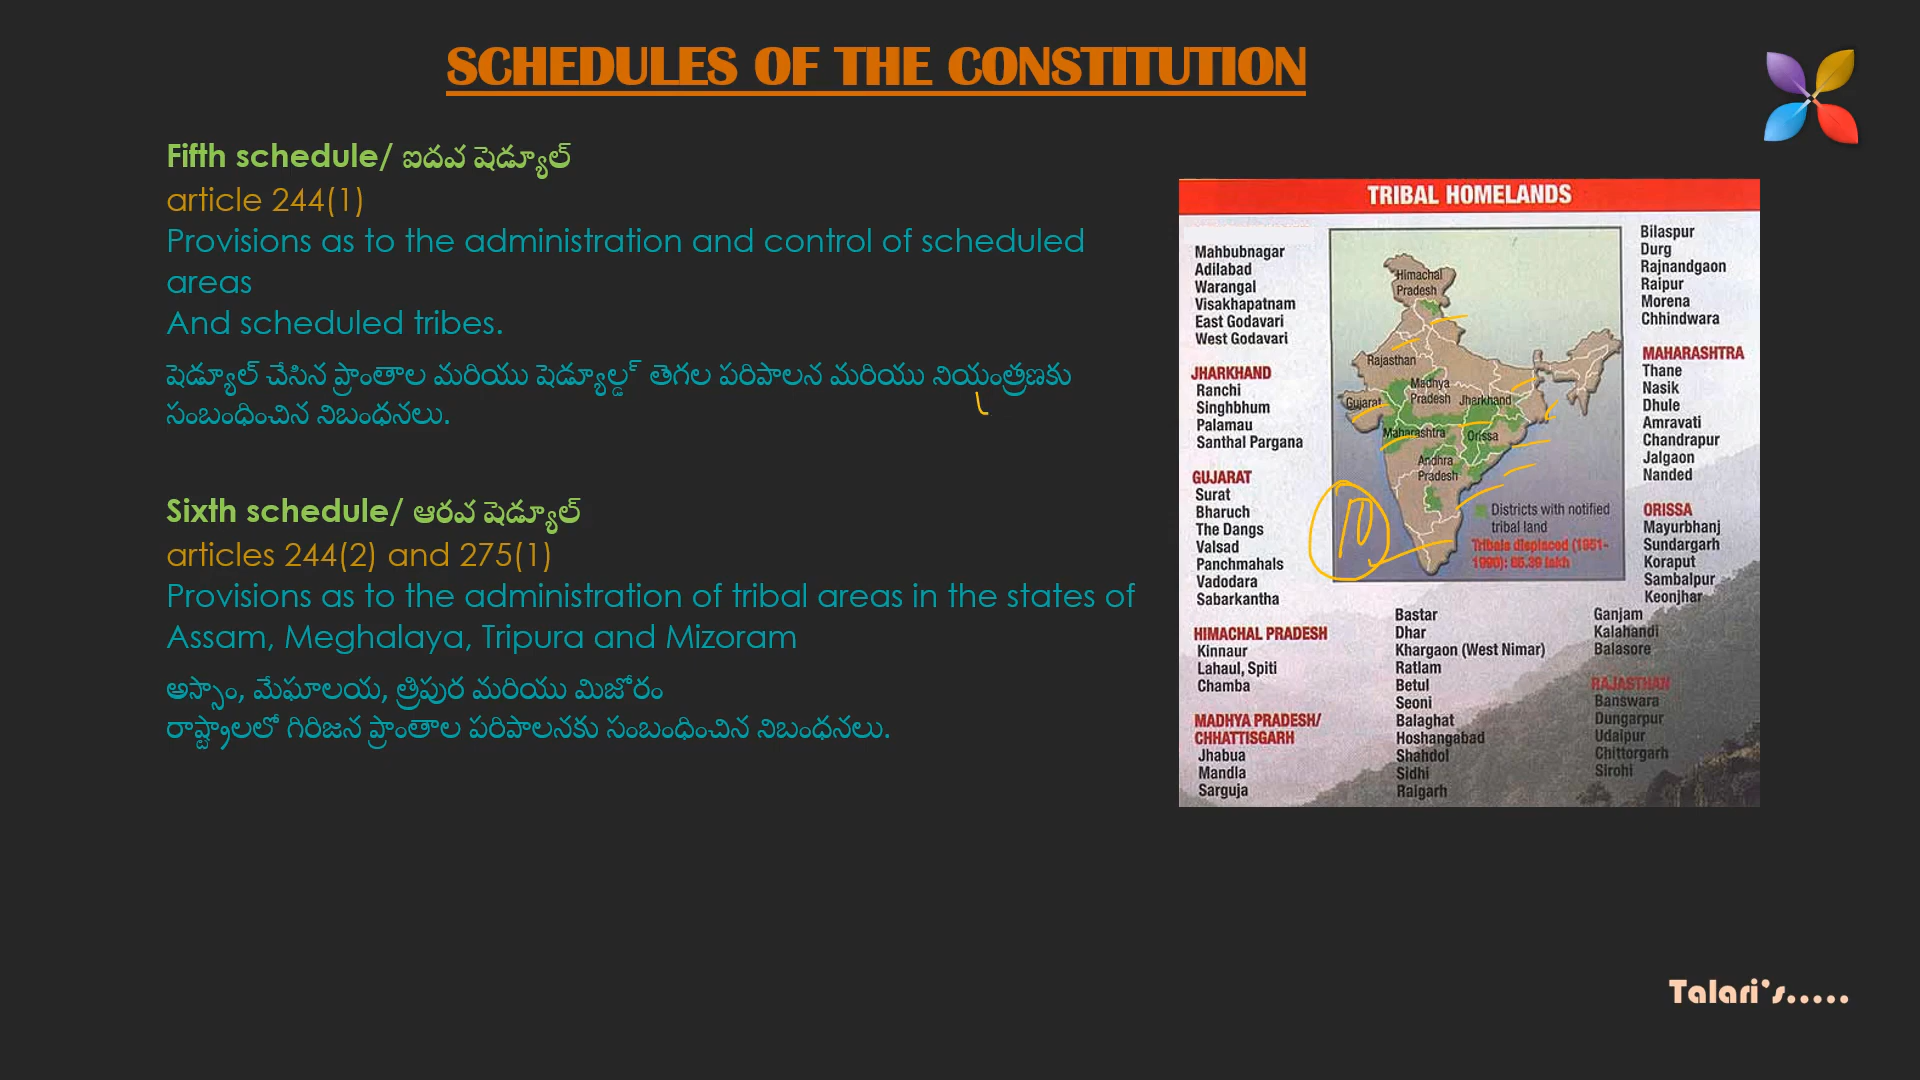 SCHEDULES OF THE CONSTITUTION
Fifth schedule/ ఐదవ షెడ్యూల్
article 244(1)
Provisions as to the administration and control of scheduled
areas
And scheduled tribes.
షెడ్యూల్ చేసిన ప్రాంతాల మరియు షెడ్యూల్డ్ తెగల పరిపాలన మరియు నియంత్రణకు
సంబంధించిన నిబంధనలు.
Sixth schedule/ ఆరవ షెడ్యూల్
articles 244(2) and 275(1)
Provisions as to the administration of tribal areas in the states of
Assam, Meghalaya, Tripura and Mizoram
అస్సాం, మేఘాలయ, త్రిపుర మరియు మిజోరం
రాష్ట్రాలలో గిరిజన ప్రాంతాల పరిపాలనకు సంబంధించిన నిబంధనలు.
TRIBAL HOMELANDS
Mahbubnagar
Adilabad
Warangal
Visakhapatnam
East Godavari
West Godavari
JHARKHAND
Ranchi
Singhbhum
Palamau
Santhal Pargana
GUJARAT
Surat
Bharuch
The Dangs
Valsad
Panchmahals
Vadodara
Sabarkantha
HIMACHAL PRADESH
Kinnaur
Lahaul, Spiti
Chamba
MADHYA PRADESH/
CHHATTISGARH
Jhabua
Mandla
Sarguja
Himachal
Pradesh
Rajasthan
Madhya
Pradesh
Jharkhand
Gujarat
Maharashtra
Orissa
Andhra
Pradesh
10
Districts with notified
tribal land
Tribals displaced (1951-
1990): 85.39 lakh
Bastar
Dhar
Khargaon (West Nimar)
Ratlam
Betul
Seoni
Balaghat
Hoshangabad
Shahdol
Sidhi
Raigarh
Bilaspur
Durg
Rajnandgaon
Raipur
Morena
Chhindwara
MAHARASHTRA
Thane
Nasik
Dhule
Amravati
Chandrapur
Jalgaon
Nanded
ORISSA
Mayurbhanj
Sundargarh
Koraput
Sambalpur
Keonjhar
Ganjam
Kalahandi
Balasore
RAJASTHAN
Banswara
Dungarpur
Udaipur
Chittorgarh
Sirohi
Talari's.....